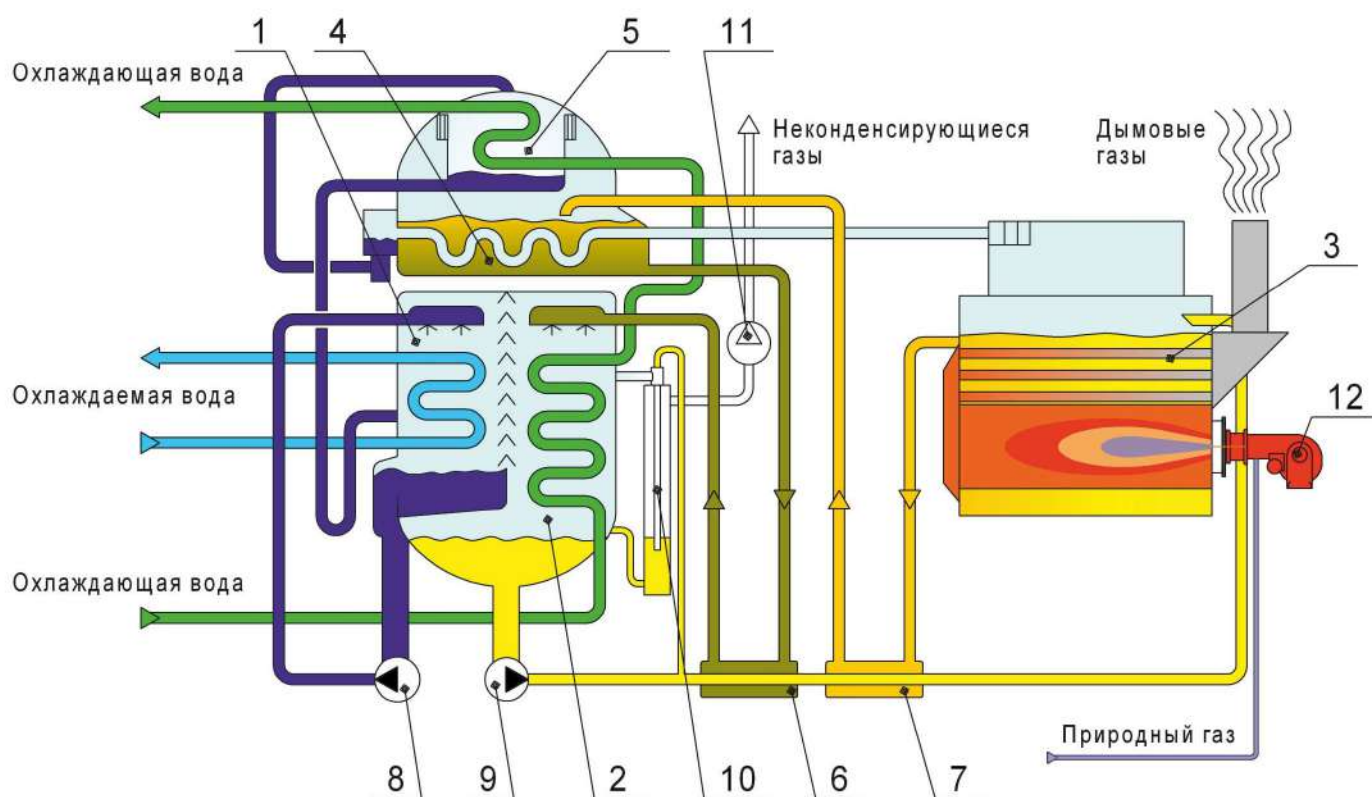 1 4 5 11
Охлаждающая вода
Неконденсирующиеся
газы
Дымовые
газы
3
12
Охлаждаемая вода
Охлаждающая вода
Природный газ
8 9 2 10 6 7